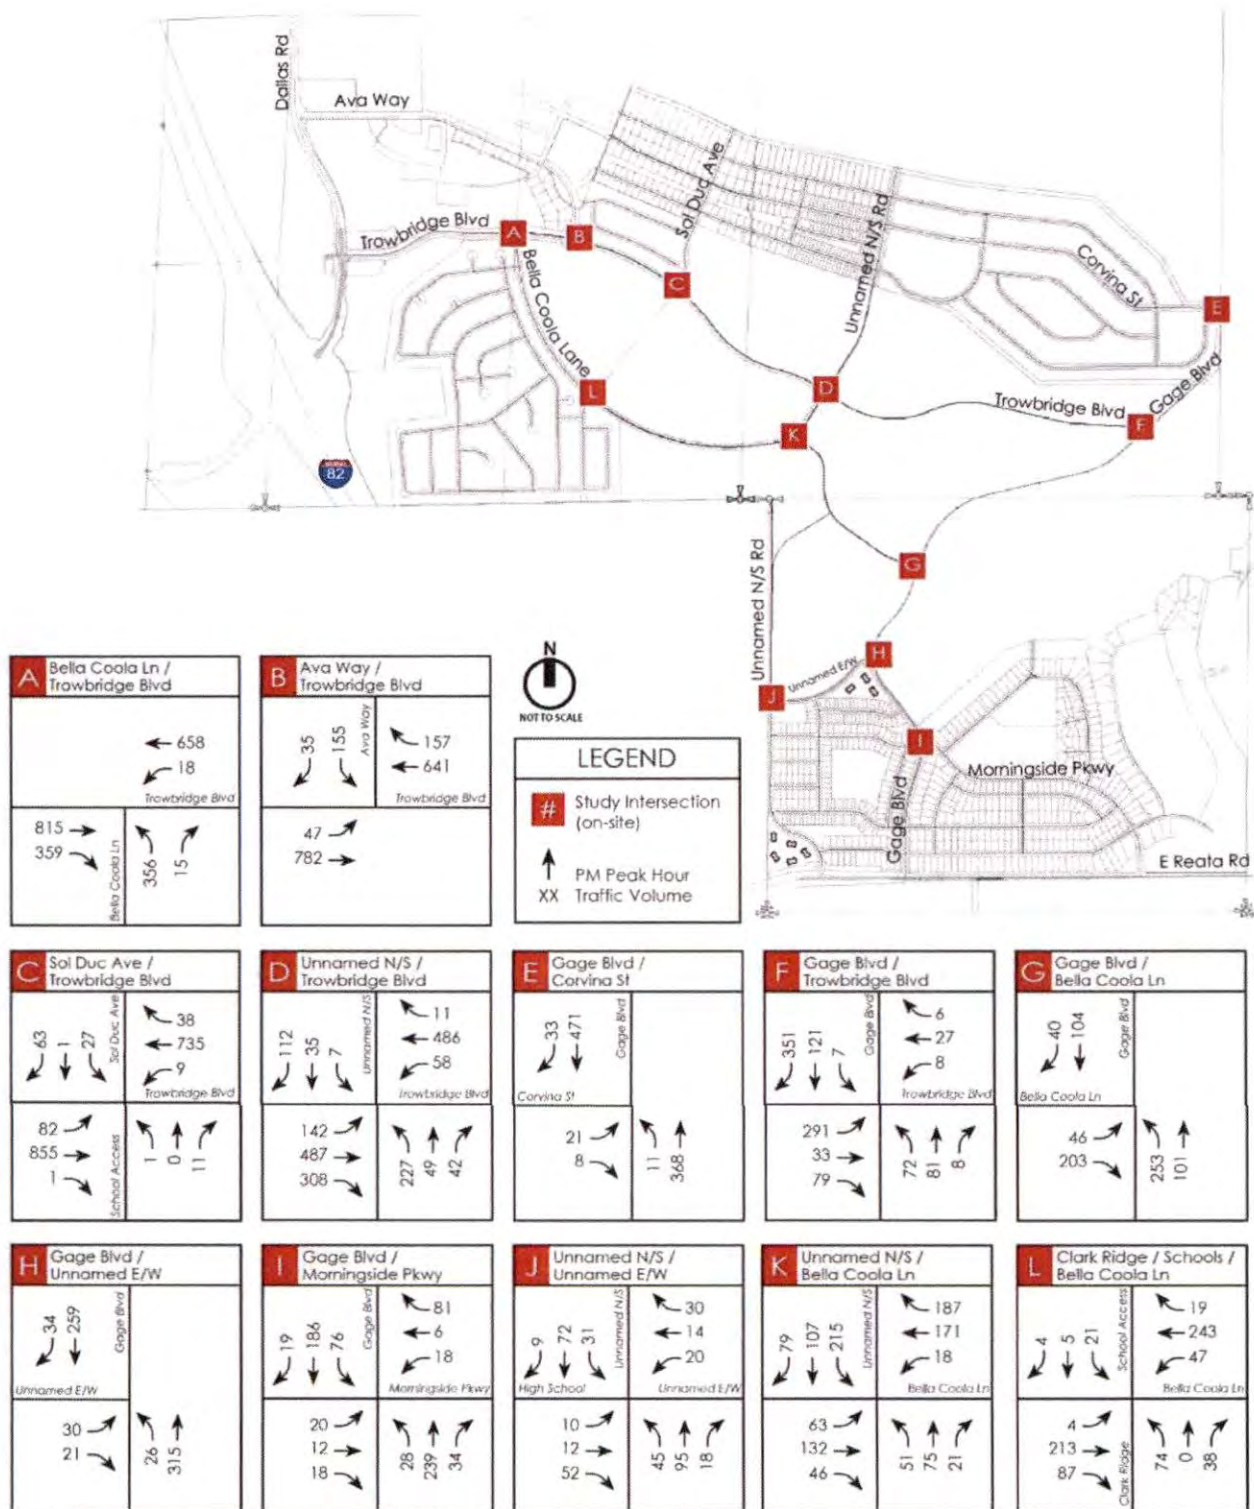 Dallas Rd
Ava Way
Trowbridge Blvd
A
B
Sol Duc Ave
C
Unnamed N/S Rd
Corvina St
E
Bella Coola Lane
L
D
K
Trowbridge Blvd
Gage Blvd
F
82
G
Unnamed N/S Rd
H
Unnamed E/W
J
I
Morningside Pkwy
Gage Blvd
E Reata Rd
N
NOT TO SCALE
LEGEND
# Study Intersection
(on-site)
PM Peak Hour
XX Traffic Volume
A Bella Coola Ln /
Trowbridge Blvd
658
18
Trowbridge Blvd
815
359
Bella Coola Ln
356
15
B Ava Way /
Trowbridge Blvd
35
155
Ava Way
157
641
Trowbridge Blvd
47
782
C Sol Duc Ave /
Trowbridge Blvd
63
1
27
Sol Duc Ave
38
735
9
Trowbridge Blvd
82
855
1
School Access
1
0
11
D Unnamed N/S /
Trowbridge Blvd
112
35
7
Unnamed N/S
11
486
58
Trowbridge Blvd
142
487
308
227
49
42
E Gage Blvd /
Corvina St
33
471
Gage Blvd
Corvina St
21
8
11
368
F Gage Blvd /
Trowbridge Blvd
351
121
7
Gage Blvd
6
27
8
Trowbridge Blvd
291
33
79
72
81
8
G Gage Blvd /
Bella Coola Ln
40
104
Gage Blvd
Bella Coola Ln
46
203
253
101
H Gage Blvd /
Unnamed E/W
34
259
Gage Blvd
Unnamed E/W
30
21
26
315
I Gage Blvd /
Morningside Pkwy
19
186
76
Gage Blvd
81
6
18
Morningside Pkwy
20
12
18
28
239
34
J Unnamed N/S /
Unnamed E/W
9
72
31
Unnamed N/S
30
14
20
High School
Unnamed E/W
10
12
52
45
95
18
K Unnamed N/S /
Bella Coola Ln
79
107
215
Unnamed N/S
187
171
18
Bella Coola Ln
63
132
46
51
75
21
L Clark Ridge / Schools /
Bella Coola Ln
4
5
21
School Access
19
243
47
Bella Coola Ln
4
213
87
Clark Ridge
74
0
38